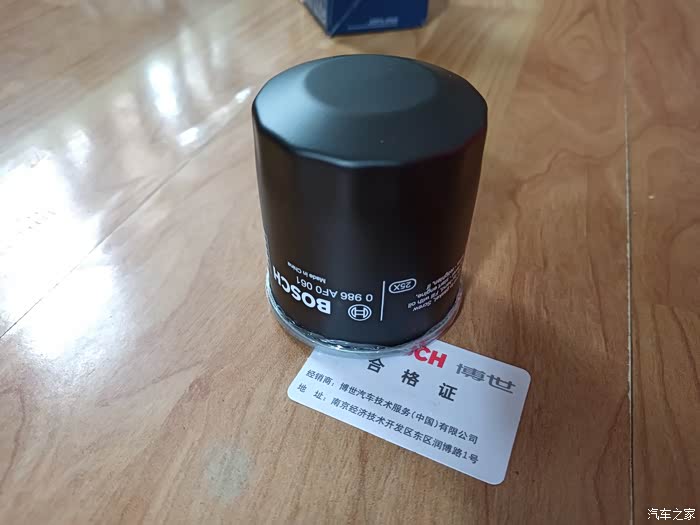 BOSCH
0 986 AF0 061
Made in China
25X
BOSCH 博世
合格证
经销商：博世汽车技术服务(中国)有限公司
地 址：南京经济技术开发区东区润博路1号
汽车之家